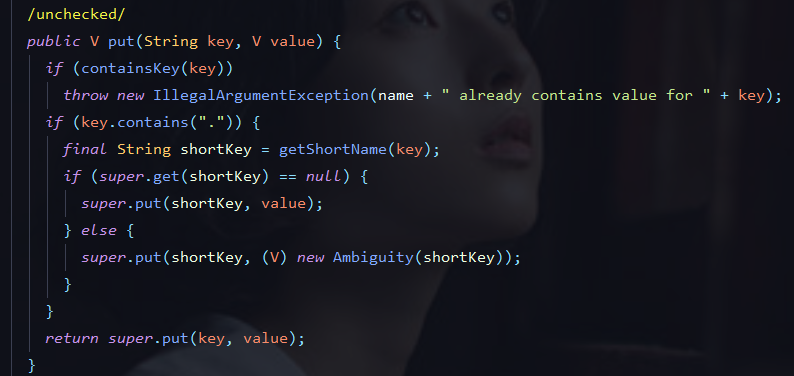 /unchecked/
public V put(String key, V value) {
if (containsKey(key))
throw new IllegalArgumentException(name + " already contains value for " + key);
if (key.contains(".")) {
final String shortKey = getShortName(key);
if (super.get(shortKey) == null) {
super.put(shortKey, value);
} else {
super.put(shortKey, (V) new Ambiguity(shortKey));
}
}
return super.put(key, value);
}